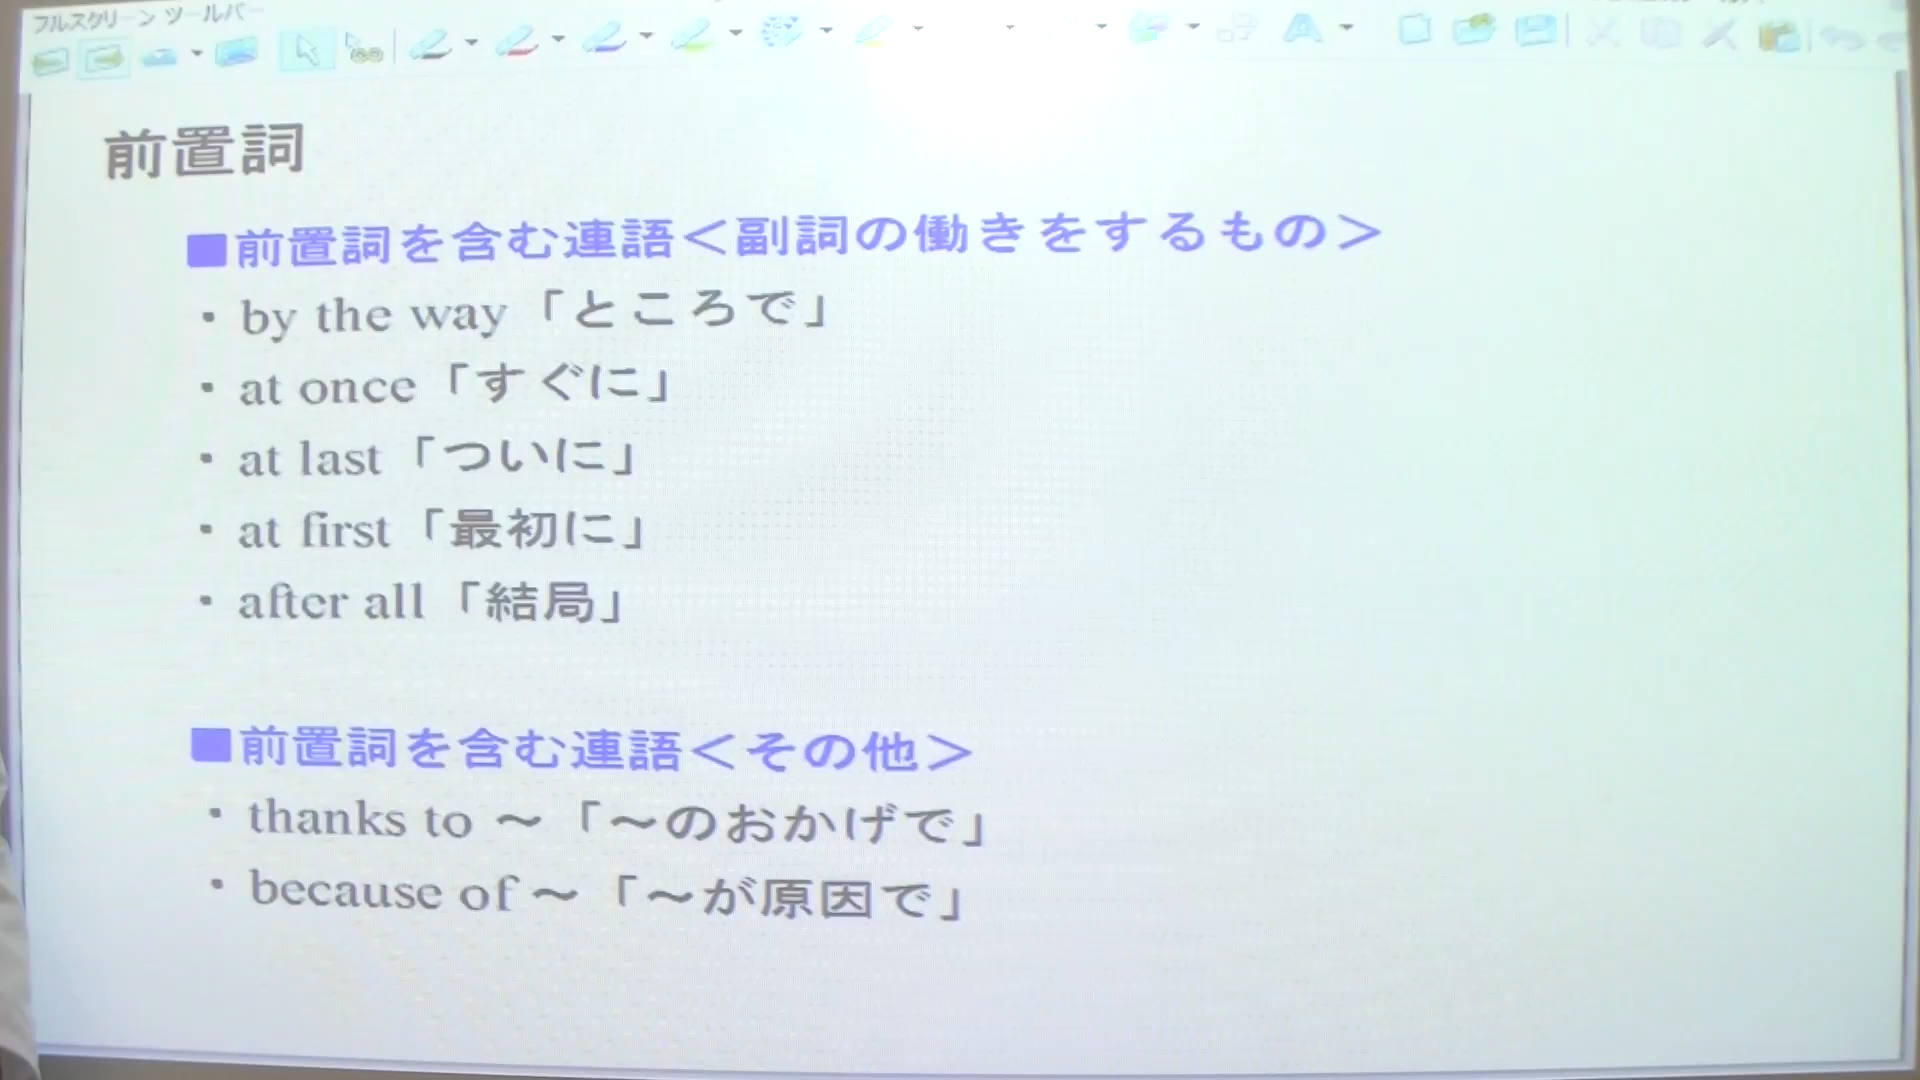 フルスクリーン ツールバー
前置詞
■前置詞を含む連語＜副詞の働きをするもの＞
・by the way「ところで」
・at once「すぐに」
・at last「ついに」
・at first「最初に」
・after all「結局」
■前置詞を含む連語＜その他＞
・thanks to ～「～のおかげで」
・because of～「～が原因で」